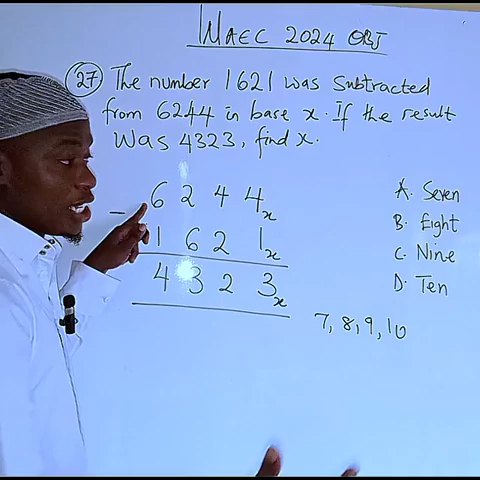 WAEC 2024 OBJ
27 The number 1621 was Subtracted
from 6244 in base x. If the result
Was 4323, find x.
- 6 2 4 4x
1 6 2 1x
4 3 2 3x
A. Seven
B. Eight
C. Nine
D. Ten
7, 8, 9, 10